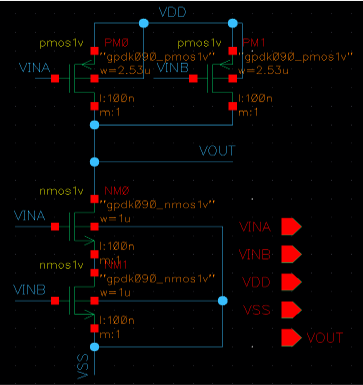 VDD
pmos1v PM0 pmos1v PM1
"gpdk090_pmos1v" "gpdk090_pmos1v"
VINA w=2.53u VINB w=2.53u
l:100n l:100n
m:1 m:1
VOUT
nmos1v NM0
"gpdk090_nmos1v"
VINA w=1u VINA
l:100n
m:1 VINB
nmos1v NM1
"gpdk090_nmos1v" VDD
VINB w=1u
l:100n VSS
m:1 VOUT
VSS